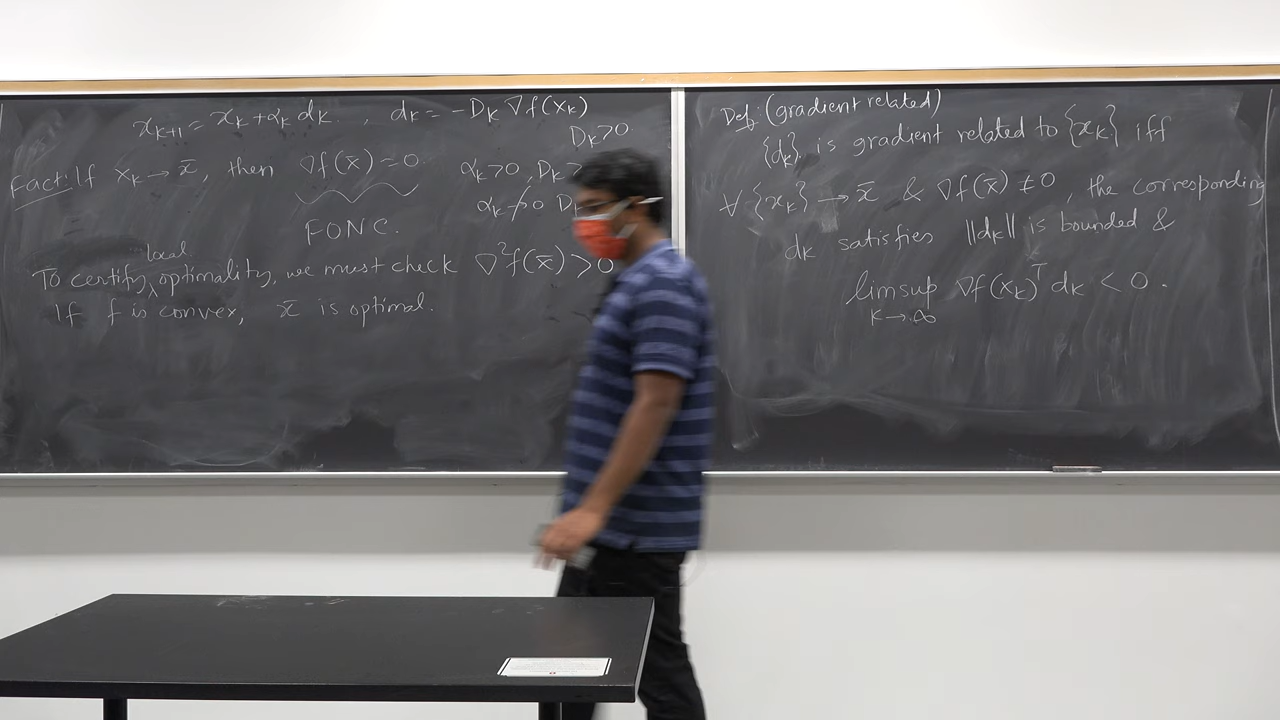 x_{k+1} = x_k + α_k d_k , d_k = -D_k ∇f(x_k)
D_k > 0.
Fact: If x_k → x̄, then ∇f(x̄) = 0. α_k > 0, D_k >
α_k ↛ 0 D
FONC.
local
To certify ‸ optimality, we must check ∇²f(x̄) > 0
If f is convex, x̄ is optimal.
Def: (gradient related)
{d_k} is gradient related to {x_k} iff
∀ {x_k} → x̄ & ∇f(x̄) ≠ 0, the corresponding
d_k satisfies ‖d_k‖ is bounded &
limsup ∇f(x_k)^T d_k < 0.
k → ∞